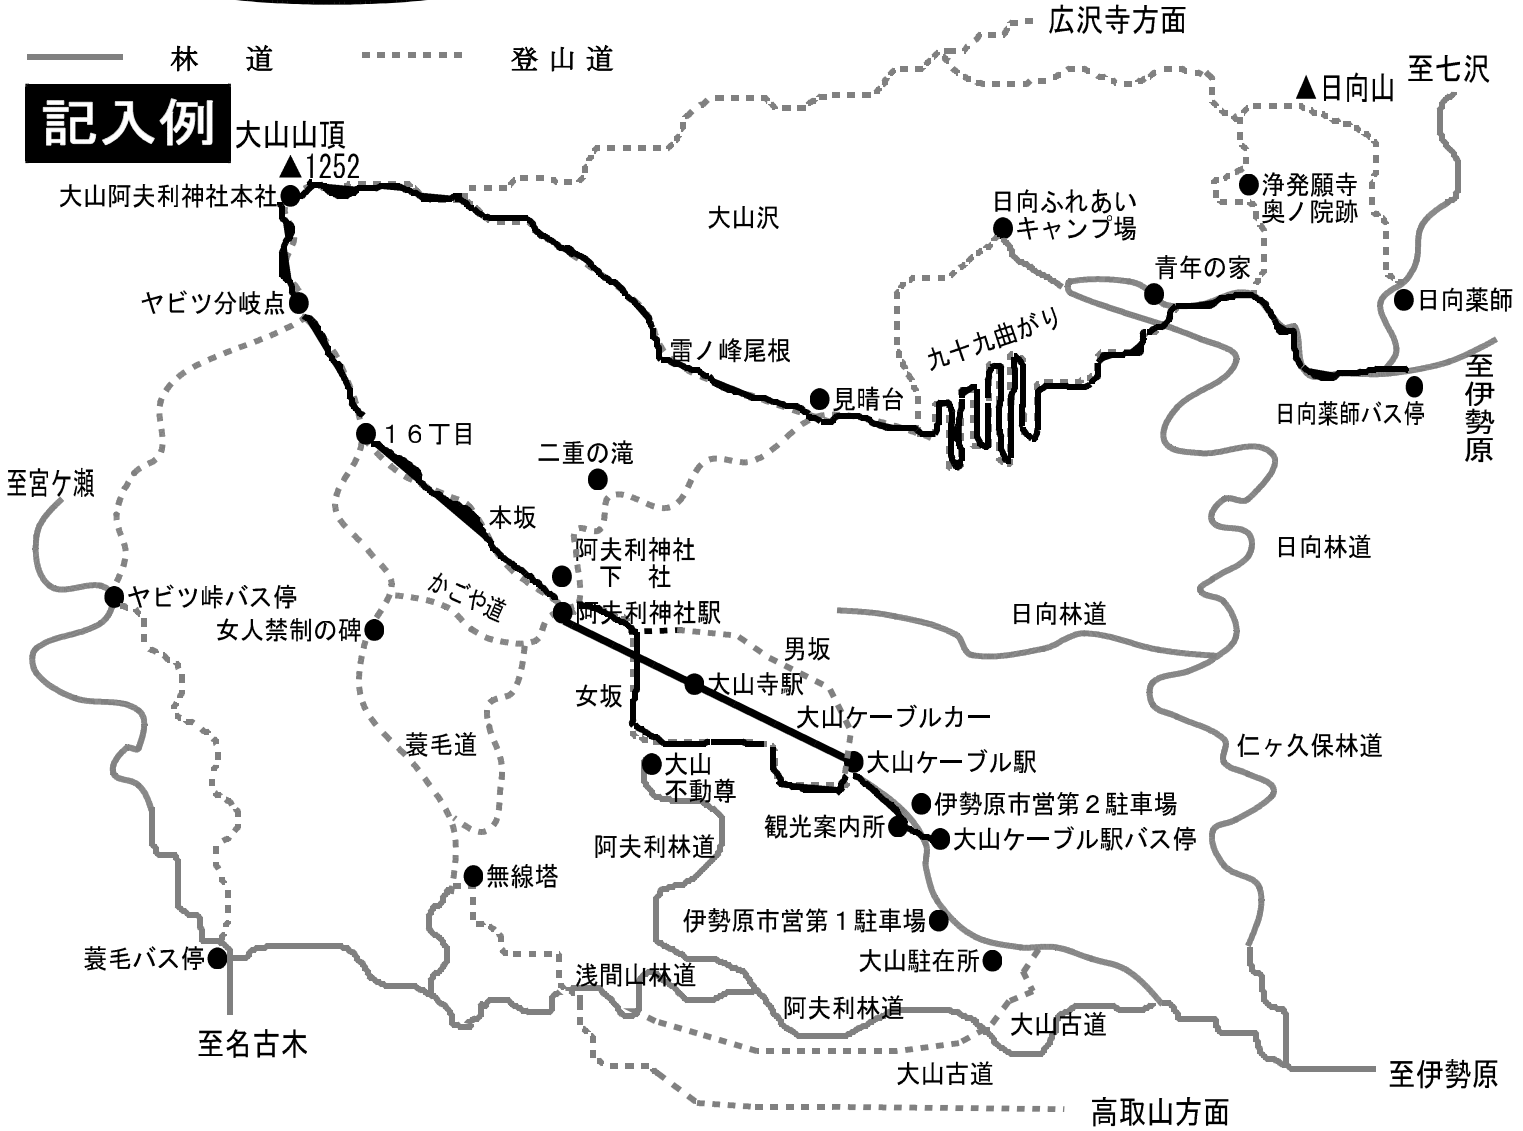 広沢寺方面
林　道
登山道
至七沢
▲日向山
記入例
大山山頂
▲1252
大山阿夫利神社本社
浄発願寺
奥ノ院跡
日向ふれあい
キャンプ場
大山沢
青年の家
日向薬師
ヤビツ分岐点
九十九曲がり
雷ノ峰尾根
至伊勢原
見晴台
日向薬師バス停
１６丁目
二重の滝
至宮ケ瀬
本坂
阿夫利神社
下　社
日向林道
かごや道
ヤビツ峠バス停
阿夫利神社駅
日向林道
女人禁制の碑
男坂
大山寺駅
女坂
大山ケーブルカー
蓑毛道
仁ヶ久保林道
大山
不動尊
大山ケーブル駅
伊勢原市営第２駐車場
観光案内所
大山ケーブル駅バス停
阿夫利林道
無線塔
伊勢原市営第１駐車場
蓑毛バス停
大山駐在所
浅間山林道
阿夫利林道
大山古道
至名古木
大山古道
至伊勢原
高取山方面